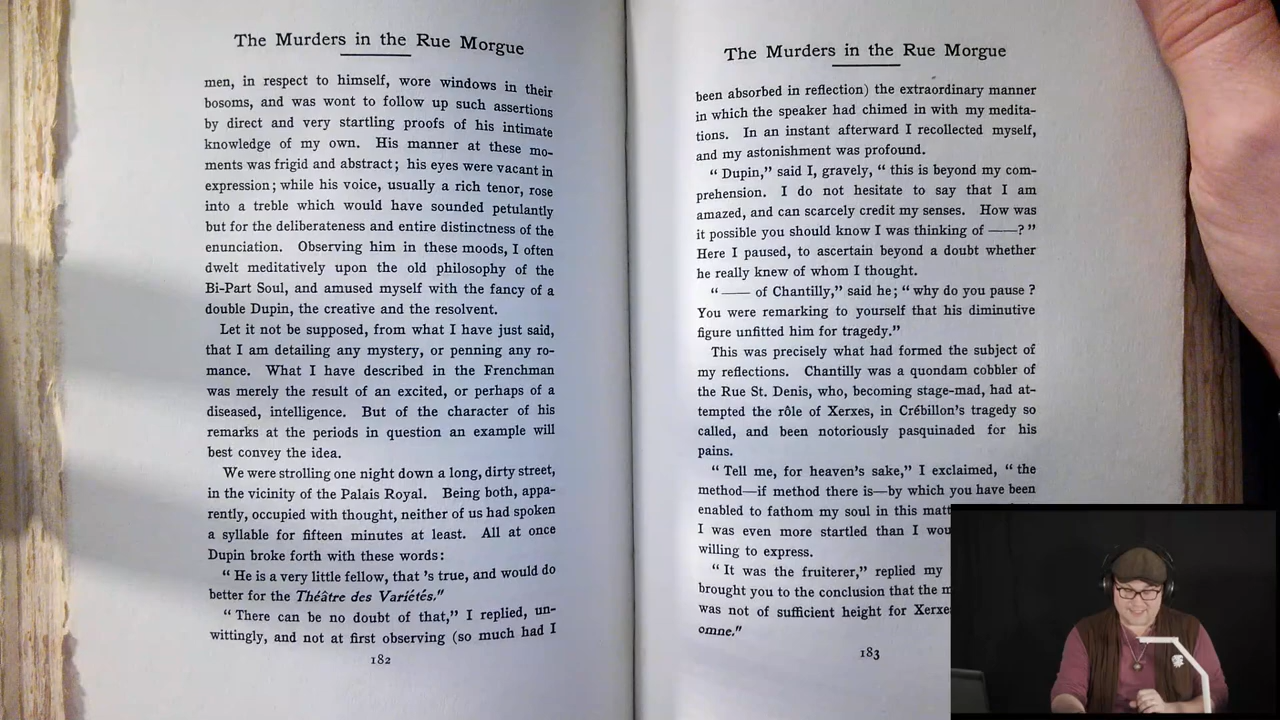 The Murders in the Rue Morgue
men, in respect to himself, wore windows in their
bosoms, and was wont to follow up such assertions
by direct and very startling proofs of his intimate
knowledge of my own. His manner at these mo-
ments was frigid and abstract; his eyes were vacant in
expression; while his voice, usually a rich tenor, rose
into a treble which would have sounded petulantly
but for the deliberateness and entire distinctness of the
enunciation. Observing him in these moods, I often
dwelt meditatively upon the old philosophy of the
Bi-Part Soul, and amused myself with the fancy of a
double Dupin, the creative and the resolvent.
Let it not be supposed, from what I have just said,
that I am detailing any mystery, or penning any ro-
mance. What I have described in the Frenchman
was merely the result of an excited, or perhaps of a
diseased, intelligence. But of the character of his
remarks at the periods in question an example will
best convey the idea.
We were strolling one night down a long, dirty street,
in the vicinity of the Palais Royal. Being both, appa-
rently, occupied with thought, neither of us had spoken
a syllable for fifteen minutes at least. All at once
Dupin broke forth with these words:
“ He is a very little fellow, that ’s true, and would do
better for the Théâtre des Variétés.”
“ There can be no doubt of that,” I replied, un-
wittingly, and not at first observing (so much had I
182
The Murders in the Rue Morgue
been absorbed in reflection) the extraordinary manner
in which the speaker had chimed in with my medita-
tions. In an instant afterward I recollected myself,
and my astonishment was profound.
“ Dupin,” said I, gravely, “ this is beyond my com-
prehension. I do not hesitate to say that I am
amazed, and can scarcely credit my senses. How was
it possible you should know I was thinking of ——? ”
Here I paused, to ascertain beyond a doubt whether
he really knew of whom I thought.
“ —— of Chantilly,” said he; “ why do you pause ?
You were remarking to yourself that his diminutive
figure unfitted him for tragedy.”
This was precisely what had formed the subject of
my reflections. Chantilly was a quondam cobbler of
the Rue St. Denis, who, becoming stage-mad, had at-
tempted the rôle of Xerxes, in Crébillon’s tragedy so
called, and been notoriously pasquinaded for his
pains.
“ Tell me, for heaven’s sake,” I exclaimed, “ the
method—if method there is—by which you have been
enabled to fathom my soul in this
I was even more startled than I
willing to express.
“ It was the fruiterer,” replied my
brought you to the conclusion that the
was not of sufficient height for
omne.”
183